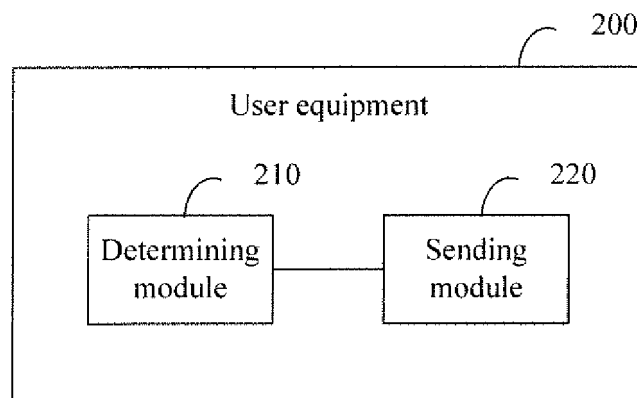 200
User equipment
210
220
Determining
module
Sending
module